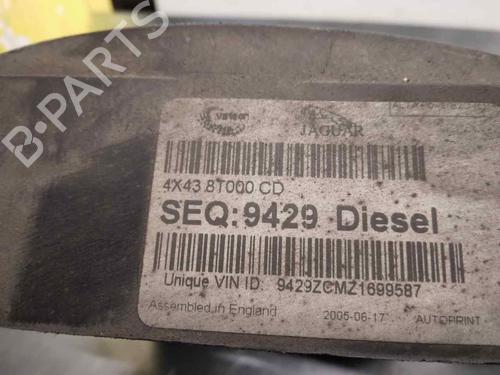 B-PARTS
Valeo
JAGUAR
4X43 8T000 CD
SEQ:9429 Diesel
Unique VIN ID: 9429ZCMZ1699587
Assembled in England 2005-06-17 AUTOPRINT